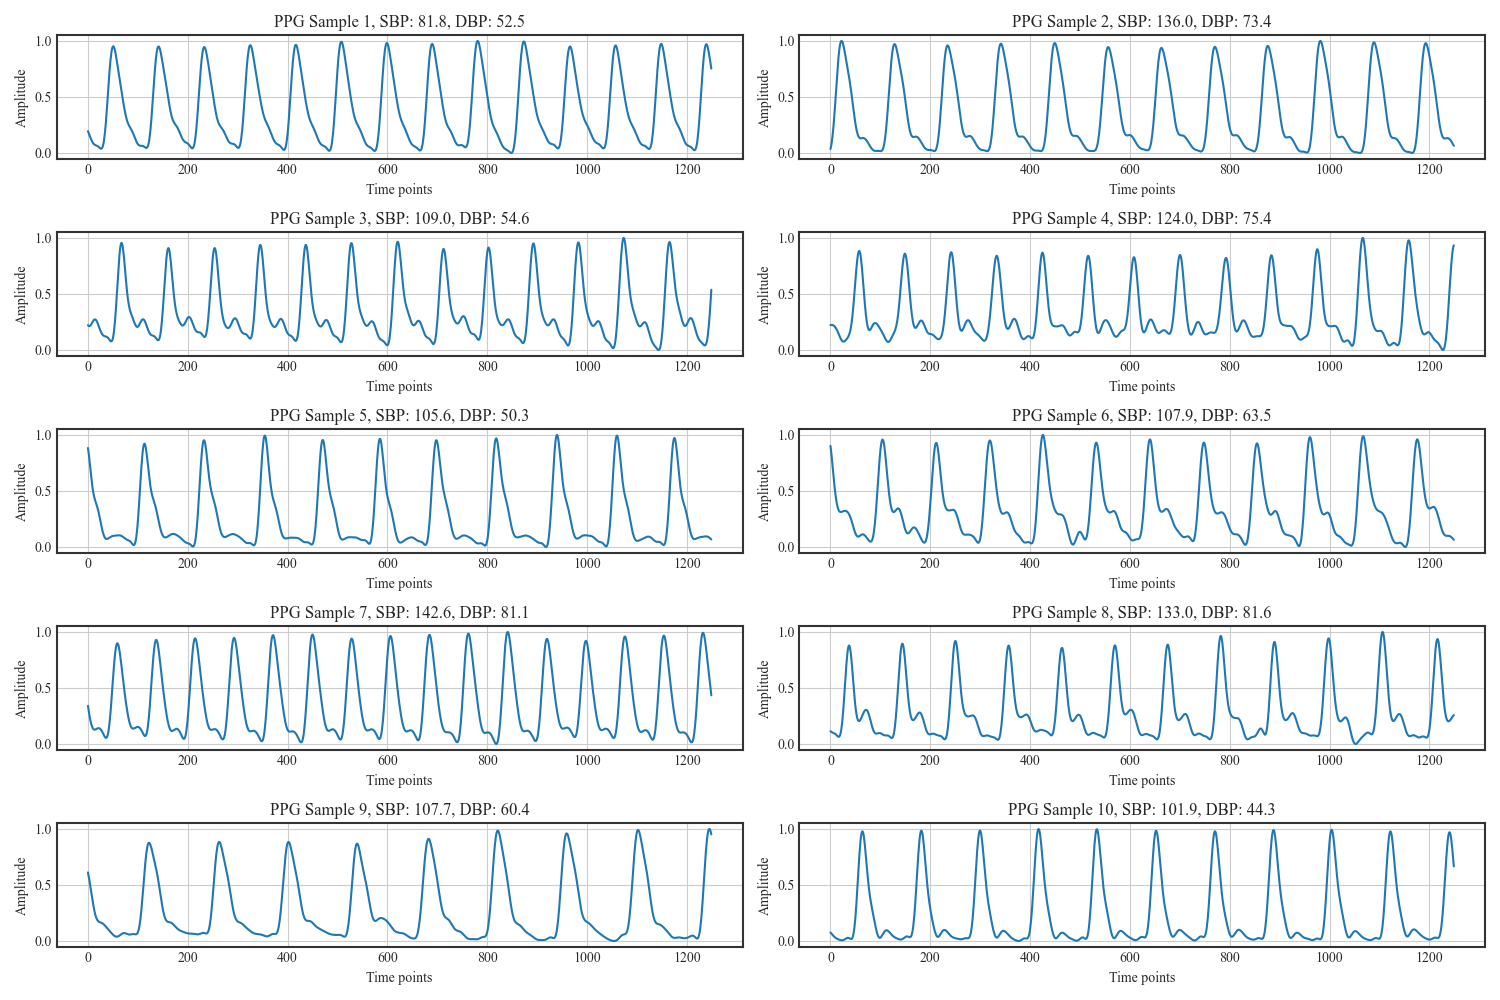 PPG Sample 1, SBP: 81.8, DBP: 52.5
Amplitude
1.0
0.5
0.0
0 200 400 600 800 1000 1200
Time points
PPG Sample 2, SBP: 136.0, DBP: 73.4
Amplitude
1.0
0.5
0.0
0 200 400 600 800 1000 1200
Time points
PPG Sample 3, SBP: 109.0, DBP: 54.6
Amplitude
1.0
0.5
0.0
0 200 400 600 800 1000 1200
Time points
PPG Sample 4, SBP: 124.0, DBP: 75.4
Amplitude
1.0
0.5
0.0
0 200 400 600 800 1000 1200
Time points
PPG Sample 5, SBP: 105.6, DBP: 50.3
Amplitude
1.0
0.5
0.0
0 200 400 600 800 1000 1200
Time points
PPG Sample 6, SBP: 107.9, DBP: 63.5
Amplitude
1.0
0.5
0.0
0 200 400 600 800 1000 1200
Time points
PPG Sample 7, SBP: 142.6, DBP: 81.1
Amplitude
1.0
0.5
0.0
0 200 400 600 800 1000 1200
Time points
PPG Sample 8, SBP: 133.0, DBP: 81.6
Amplitude
1.0
0.5
0.0
0 200 400 600 800 1000 1200
Time points
PPG Sample 9, SBP: 107.7, DBP: 60.4
Amplitude
1.0
0.5
0.0
0 200 400 600 800 1000 1200
Time points
PPG Sample 10, SBP: 101.9, DBP: 44.3
Amplitude
1.0
0.5
0.0
0 200 400 600 800 1000 1200
Time points